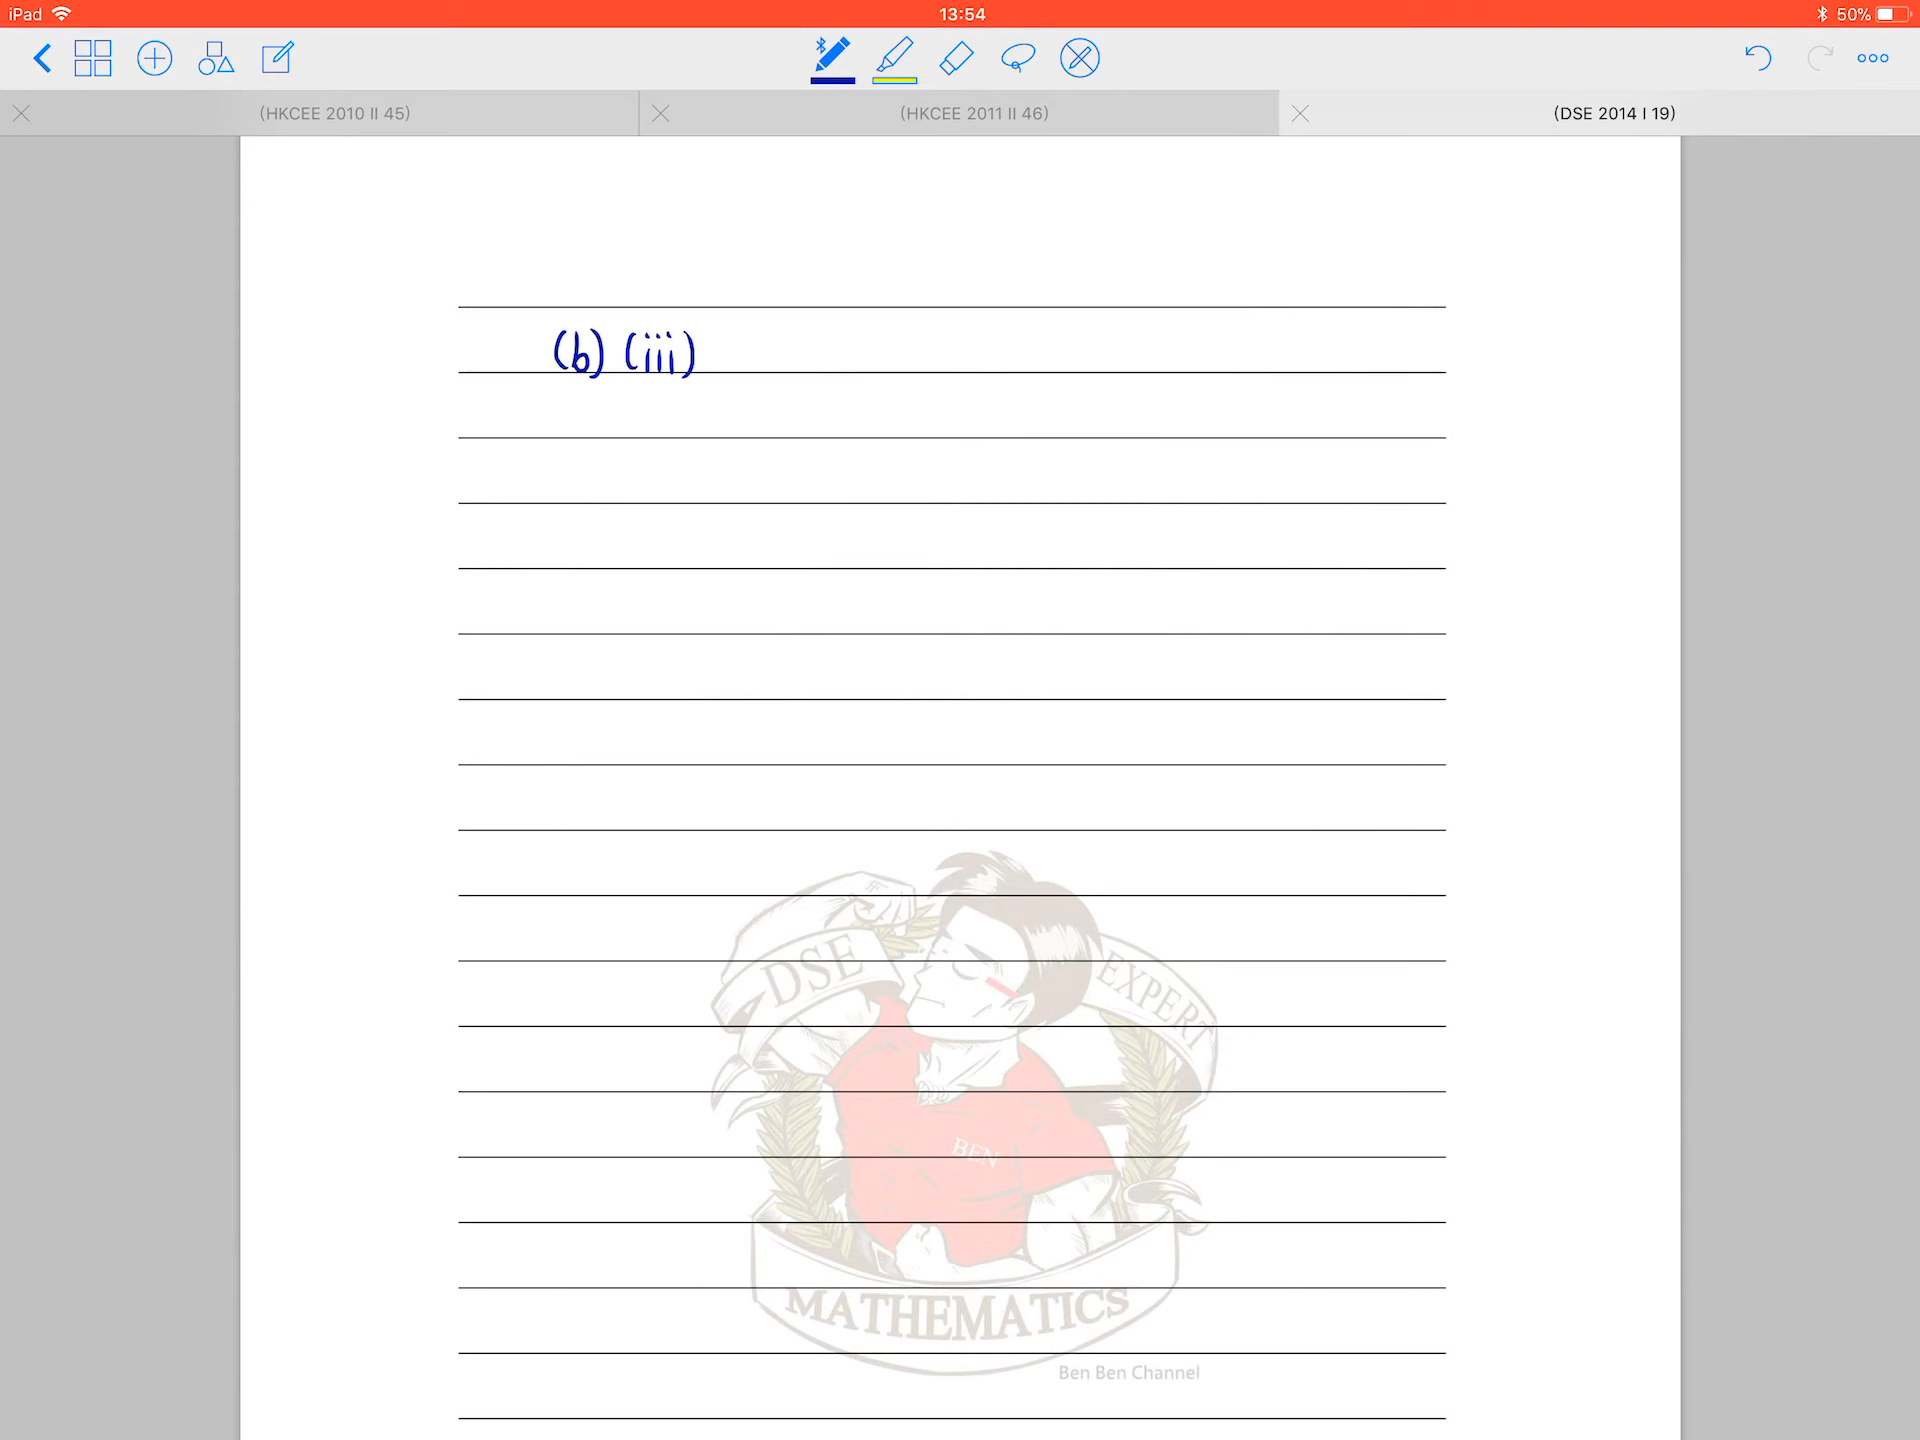 iPad 13:54 50%
(HKCEE 2010 II 45) (HKCEE 2011 II 46) (DSE 2014 I 19)
(b) (iii)
DSE EXPERT
BEN
MATHEMATICS
Ben Ben Channel